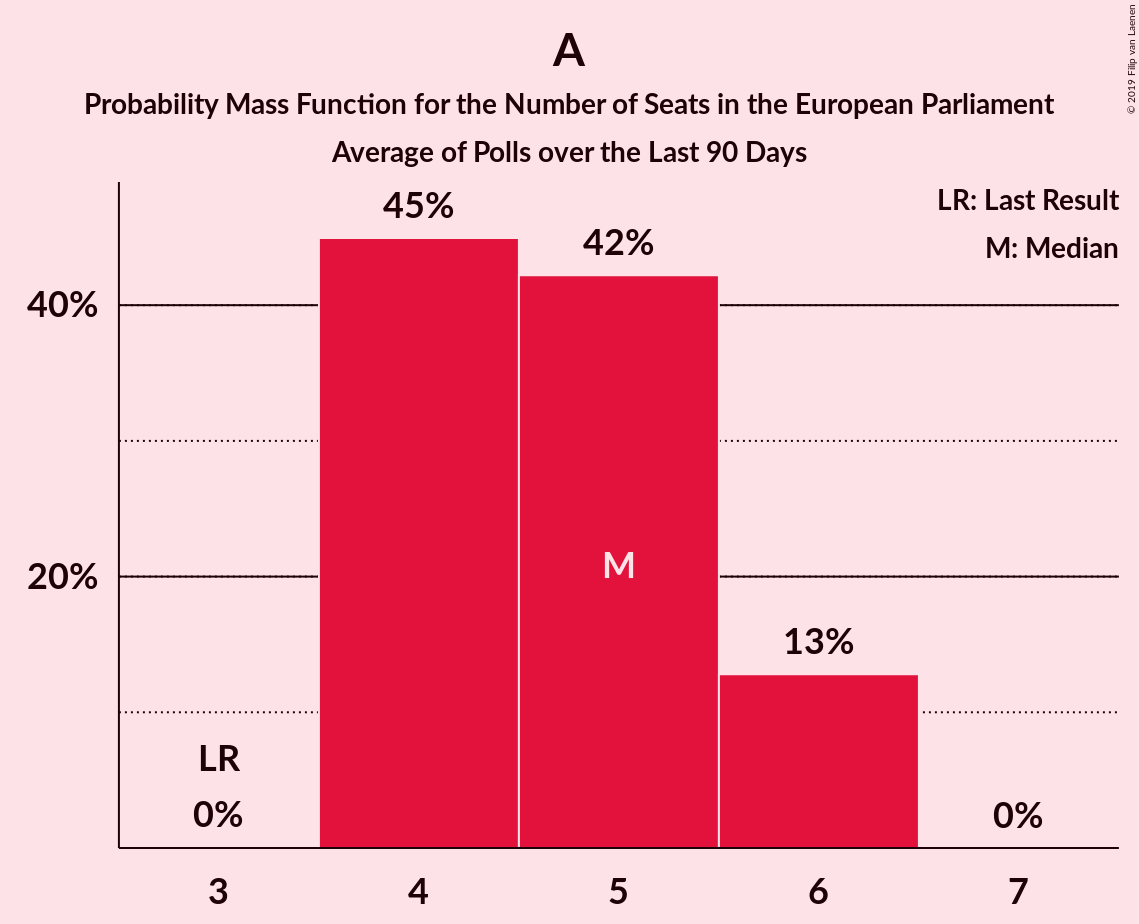 A
Probability Mass Function for the Number of Seats in the European Parliament
Average of Polls over the Last 90 Days
© 2019 Filip van Laenen
LR: Last Result
M: Median
45%
42%
40%
M
20%
13%
LR
0%
0%
3 4 5 6 7